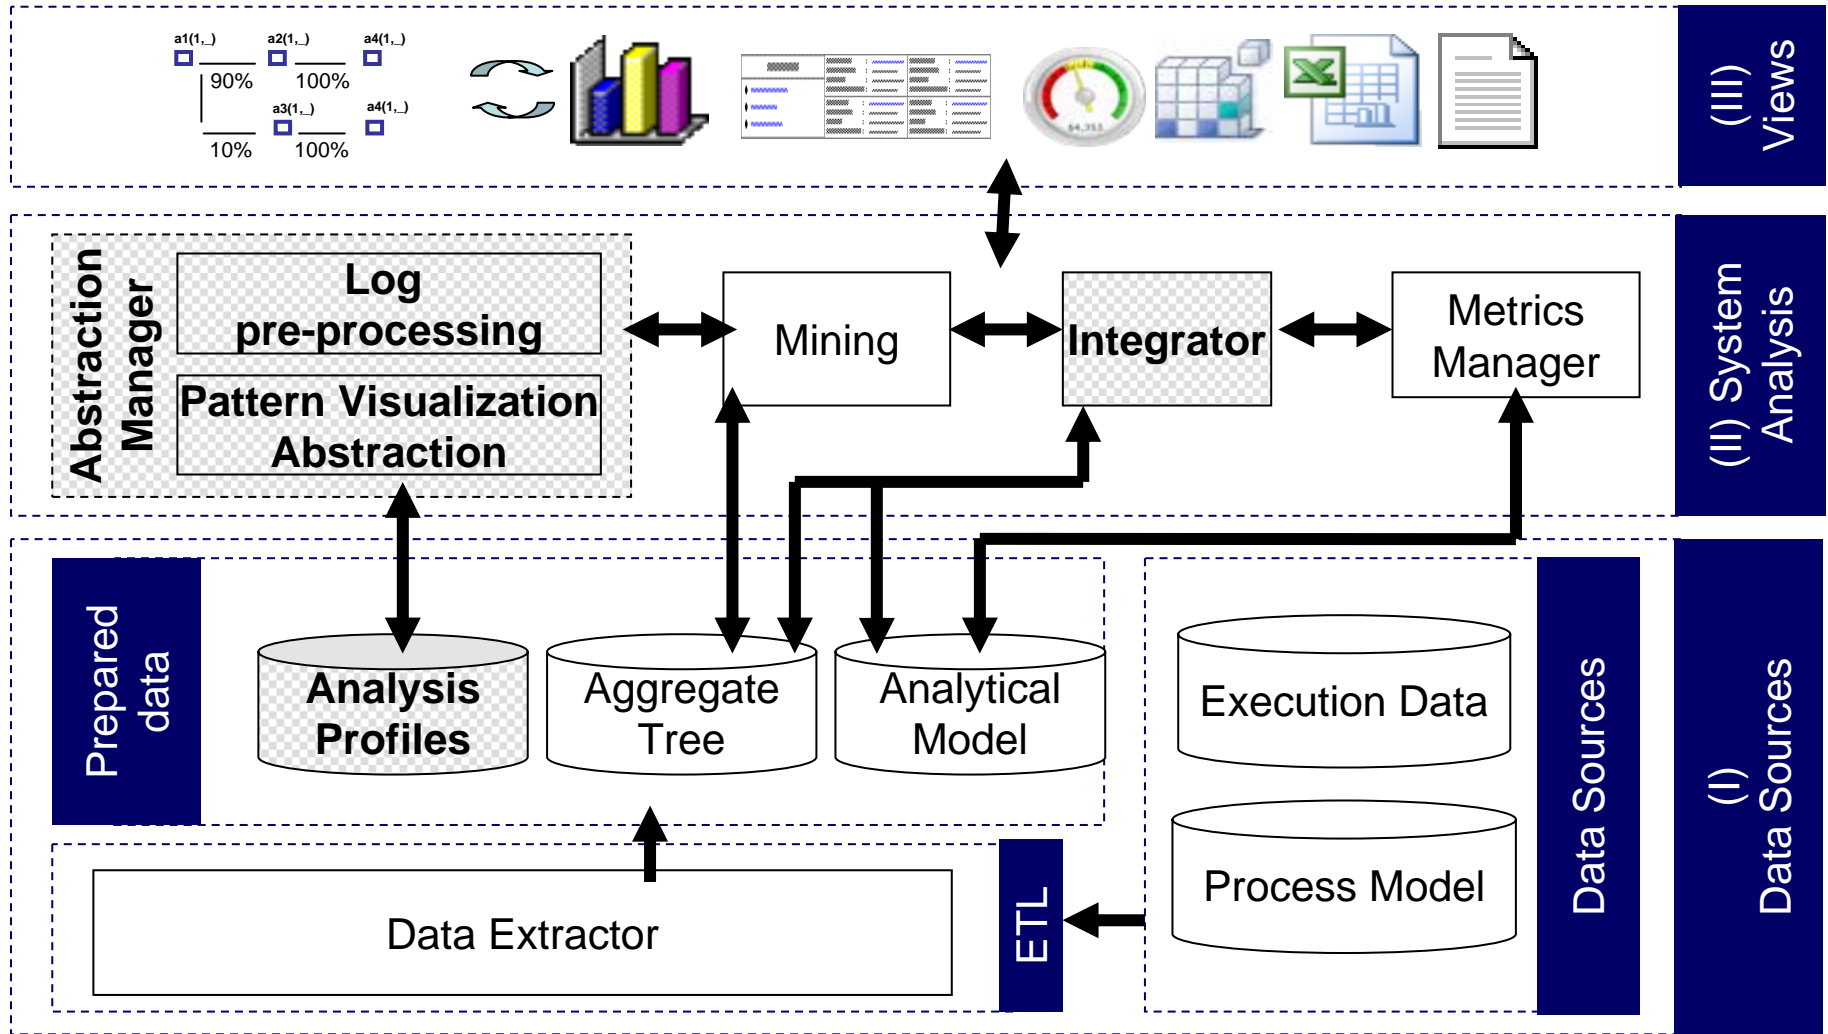 a1(1,_) a2(1,_) a4(1,_)
90% 100%
a3(1,_) a4(1,_)
10% 100%
(III)
Views
Abstraction
Manager
Log
pre-processing
Pattern Visualization
Abstraction
Mining
Integrator
Metrics
Manager
(II) System
Analysis
Prepared
data
Analysis
Profiles
Aggregate
Tree
Analytical
Model
Execution Data
Process Model
Data Sources
(I)
Data Sources
Data Extractor
ETL